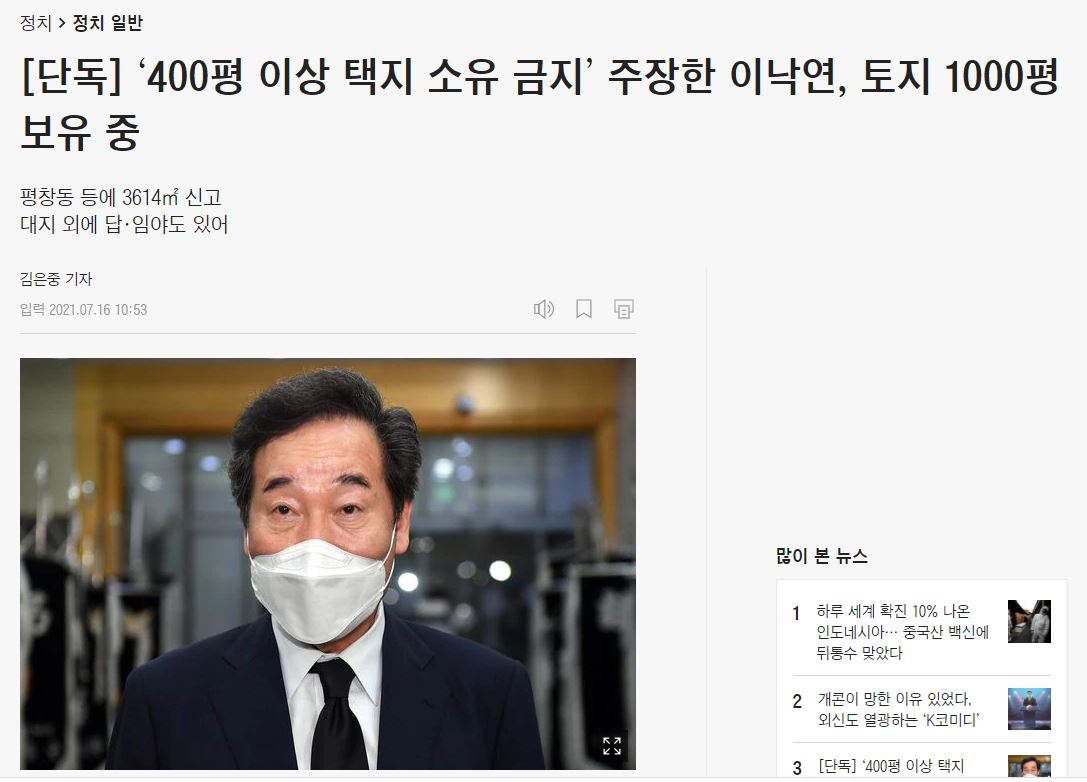 정치 > 정치 일반
[단독] ‘400평 이상 택지 소유 금지’ 주장한 이낙연, 토지 1000평
보유 중
평창동 등에 3614㎡ 신고
대지 외에 답·임야도 있어
김은중 기자
입력 2021.07.16 10:53
많이 본 뉴스
1 하루 세계 확진 10% 나온
인도네시아… 중국산 백신에
뒤통수 맞았다
2 개콘이 망한 이유 있었다,
외신도 열광하는 ‘K코미디’
3 [단독] ‘400평 이상 택지